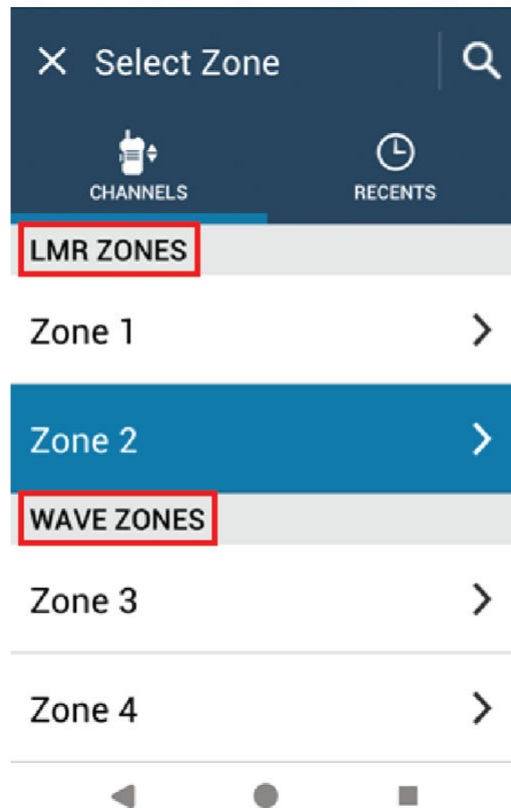 Select Zone
CHANNELS
RECENTS
LMR ZONES
Zone 1
Zone 2
WAVE ZONES
Zone 3
Zone 4